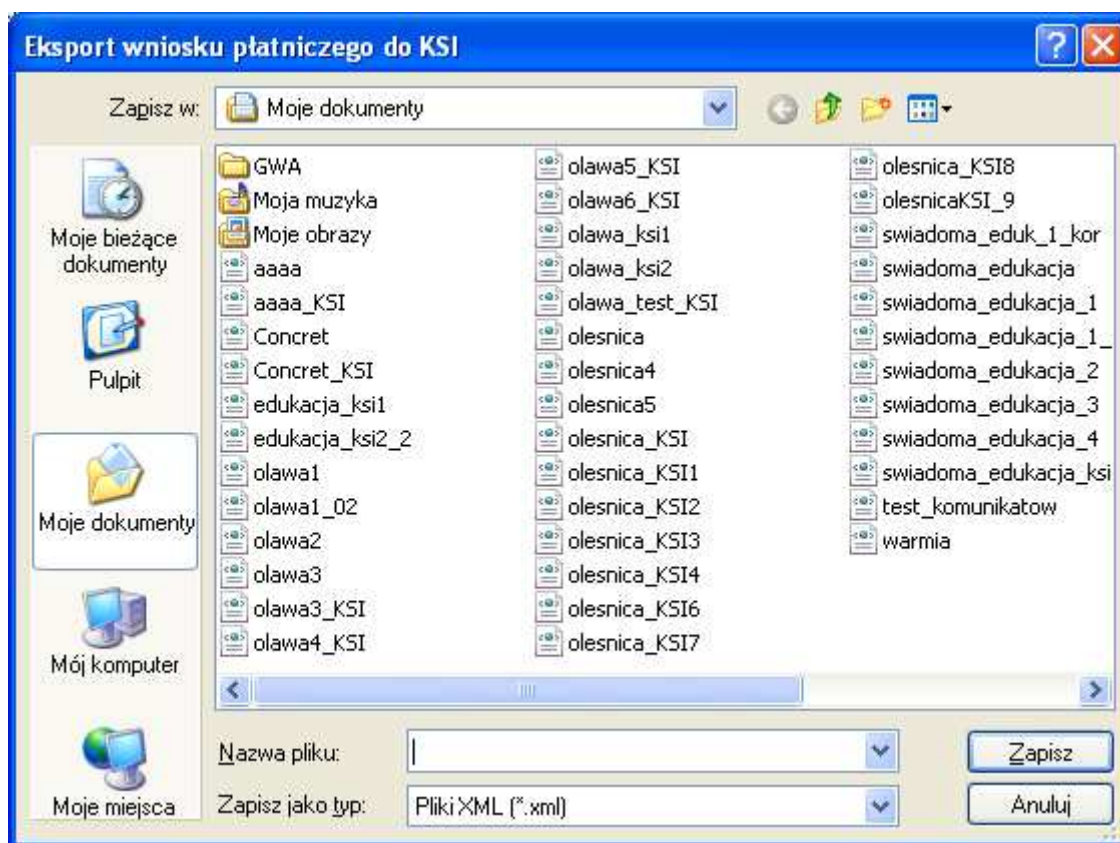 Eksport wniosku płatniczego do KSI
Zapisz w:
Moje dokumenty
Moje bieżące
dokumenty
Pulpit
Moje dokumenty
Mój komputer
Moje miejsca
GWA
Moja muzyka
Moje obrazy
aaaa
aaaa_KSI
Concret
Concret_KSI
edukacja_ksi1
edukacja_ksi2_2
olawa1
olawa1_02
olawa2
olawa3
olawa3_KSI
olawa4_KSI
olawa5_KSI
olawa6_KSI
olawa_ksi1
olawa_ksi2
olawa_test_KSI
olesnica
olesnica4
olesnica5
olesnica_KSI
olesnica_KSI1
olesnica_KSI2
olesnica_KSI3
olesnica_KSI4
olesnica_KSI6
olesnica_KSI7
olesnica_KSI8
olesnicaKSI_9
swiadoma_eduk_1_kor
swiadoma_edukacja
swiadoma_edukacja_1
swiadoma_edukacja_1_
swiadoma_edukacja_2
swiadoma_edukacja_3
swiadoma_edukacja_4
swiadoma_edukacja_ksi
test_komunikatow
warmia
Nazwa pliku:
Zapisz
Zapisz jako typ:
Pliki XML (*.xml)
Anuluj